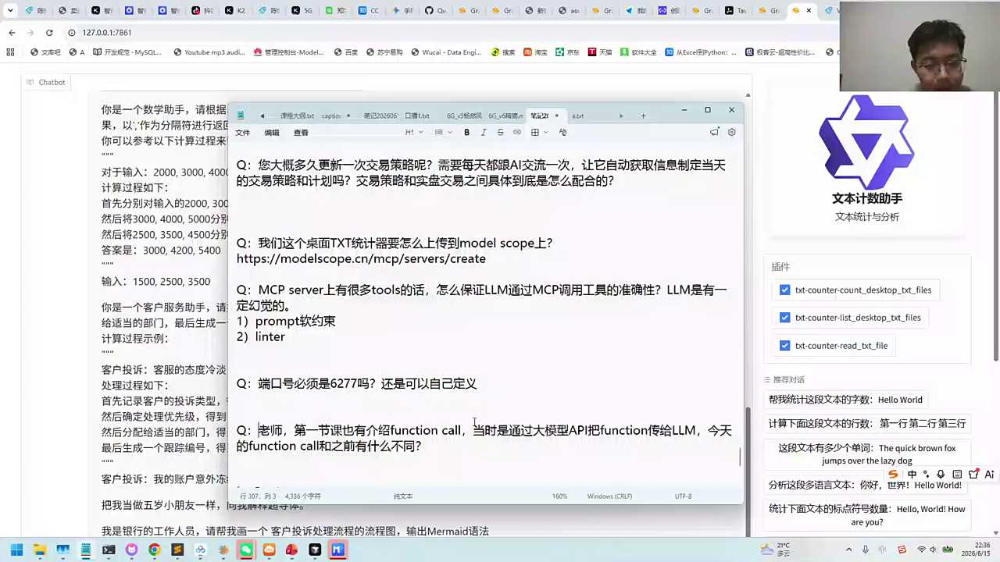 127.0.0.1:7861
文库吧
A
开发规范 - MySQL...
Youtube mp3 audi...
管理控制台-Model...
百度
苏宁易购
Wucai - Data Engi...
搜索
淘宝
京东
天猫
软件大全
从Excel到Python：...
极客云-超高性价比...
Chatbot
你是一个数学助手，请根据
果，以','作为分隔符进行返回
你可以参考以下计算过程来
"""
对于输入：2000, 3000, 4000
计算过程如下：
首先分别对输入的2000, 300
然后将3000, 4000, 5000分别
然后将2500, 3500, 4500分别
答案是：3000, 4200, 5400
"""
输入：1500, 2500, 3500
你是一个客户服务助手，请
给适当的部门，最后生成一
计算过程示例：
"""
客户投诉：客服的态度冷淡
处理过程如下：
首先记录客户的投诉类型，
然后确定优先级，得到
然后分配给适当的部门，得
最后生成一个跟踪编号，得
"""
客户投诉：我的账户意外冻
把我当做五岁小朋友一样，向我解释超导体。
我是银行的工作人员，请帮我画一个 客户投诉处理流程的流程图，输出Mermaid语法
课程大纲.txt
captio
笔记202606
口播1.txt
6G_v5杨然风
6G_v6精简.m
笔记20
a.txt
文件
编辑
查看
H1
B
I
S
Q：您大概多久更新一次交易策略呢？需要每天都跟AI交流一次，让它自动获取信息制定当天
的交易策略和计划吗？交易策略和实盘交易之间具体到底是怎么配合的？
Q：我们这个桌面TXT统计器要怎么上传到model scope上？
https://modelscope.cn/mcp/servers/create
Q：MCP server上有很多tools的话，怎么保证LLM通过MCP调用工具的准确性？LLM是有一
定幻觉的。
1）prompt软约束
2）linter
Q：端口号必须是6277吗？还是可以自己定义
Q：老师，第一节课也有介绍function call，当时是通过大模型API把function传给LLM，今天
的function call和之前有什么不同？
行 307，列 3
4,336 个字符
纯文本
160%
Windows (CRLF)
UTF-8
文本计数助手
文本统计与分析
插件
txt-counter-count_desktop_txt_files
txt-counter-list_desktop_txt_files
txt-counter-read_txt_file
推荐对话
帮我统计这段文本的字数：Hello World
计算下面这段文本的行数： 第一行 第二行 第三行
这段文本有多少个单词：The quick brown fox
jumps over the lazy dog
分析这段多语言文本：你好，世界！Hello World!
统计下面文本的标点符号数量：Hello, World! How
are you?
中
Ai
21°C
多云
22:36
2026/6/15